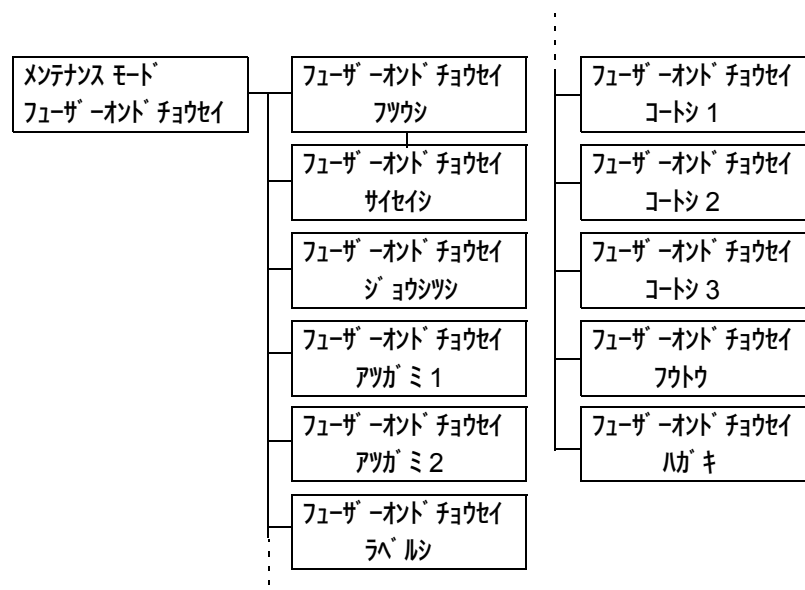 メンテナンス モード
フューザーオンド チョウセイ
フューザーオンド チョウセイ
フツウシ
フューザーオンド チョウセイ
サイセイシ
フューザーオンド チョウセイ
ジョウシツシ
フューザーオンド チョウセイ
アツガミ 1
フューザーオンド チョウセイ
アツガミ 2
フューザーオンド チョウセイ
ラベルシ
フューザーオンド チョウセイ
コートシ 1
フューザーオンド チョウセイ
コートシ 2
フューザーオンド チョウセイ
コートシ 3
フューザーオンド チョウセイ
フウトウ
フューザーオンド チョウセイ
ハガキ